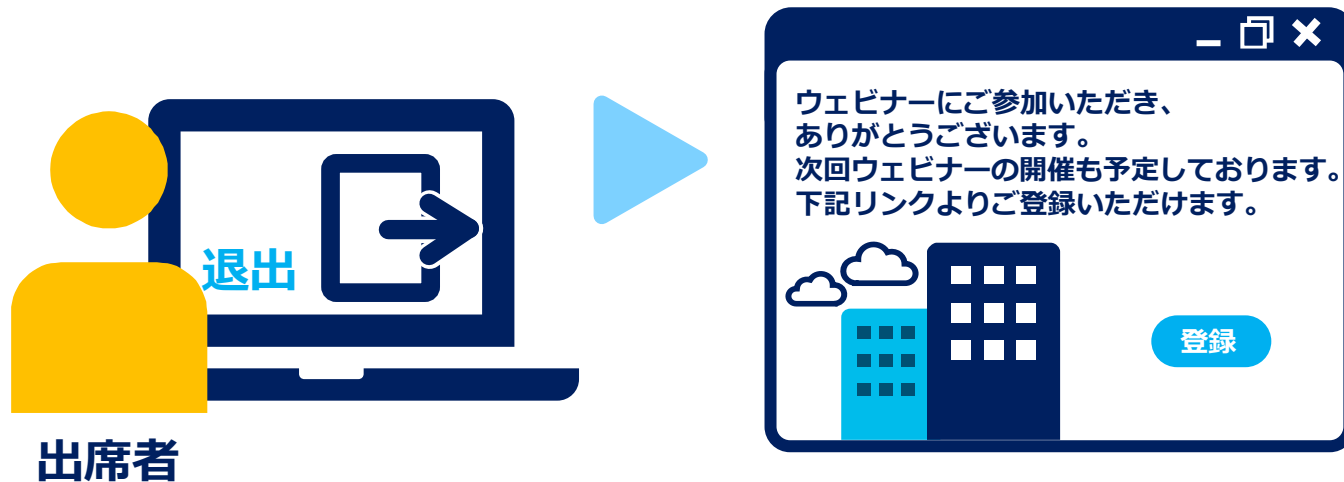 退出
出席者
ウェビナーにご参加いただき、
ありがとうございます。
次回ウェビナーの開催も予定しております。
下記リンクよりご登録いただけます。
登録